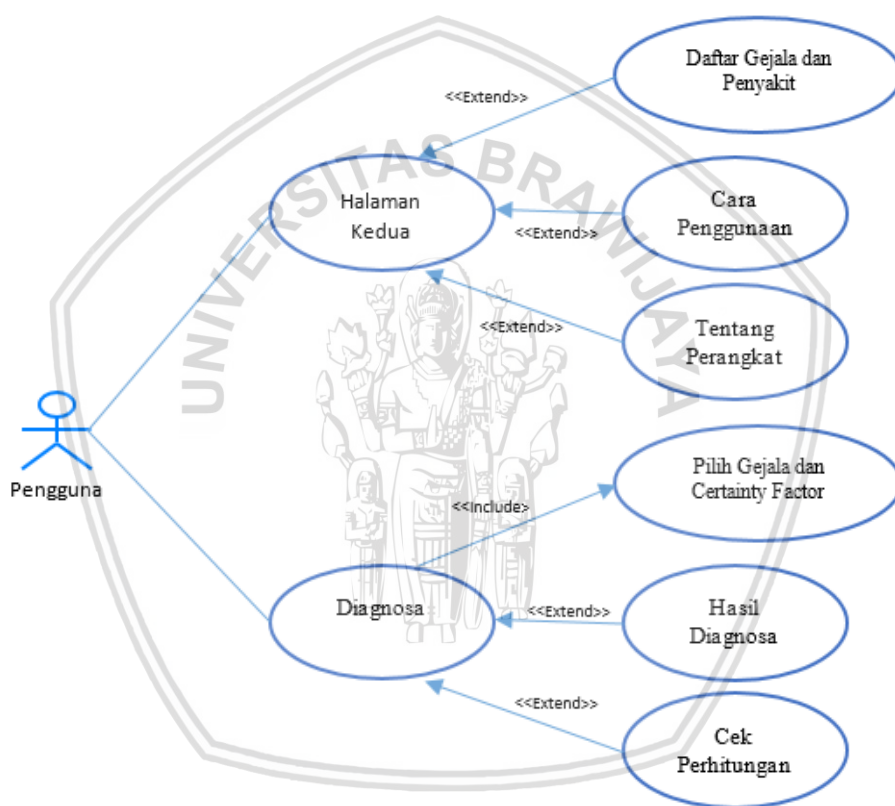 Daftar Gejala dan
Penyakit
<<Extend>>
UNIVERSITAS BRAWIJAYA
Halaman
Kedua
Cara
Penggunaan
<<Extend>>
<<Extend>>
Tentang
Perangkat
Pengguna
Pilih Gejala dan
Certainty Factor
<<Include>
Diagnosa
<<Extend>>
Hasil
Diagnosa
<<Extend>>
Cek
Perhitungan